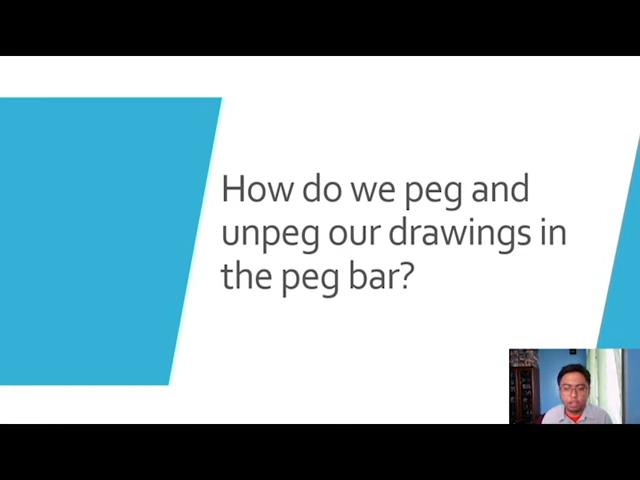 How do we peg and
unpeg our drawings in
the peg bar?